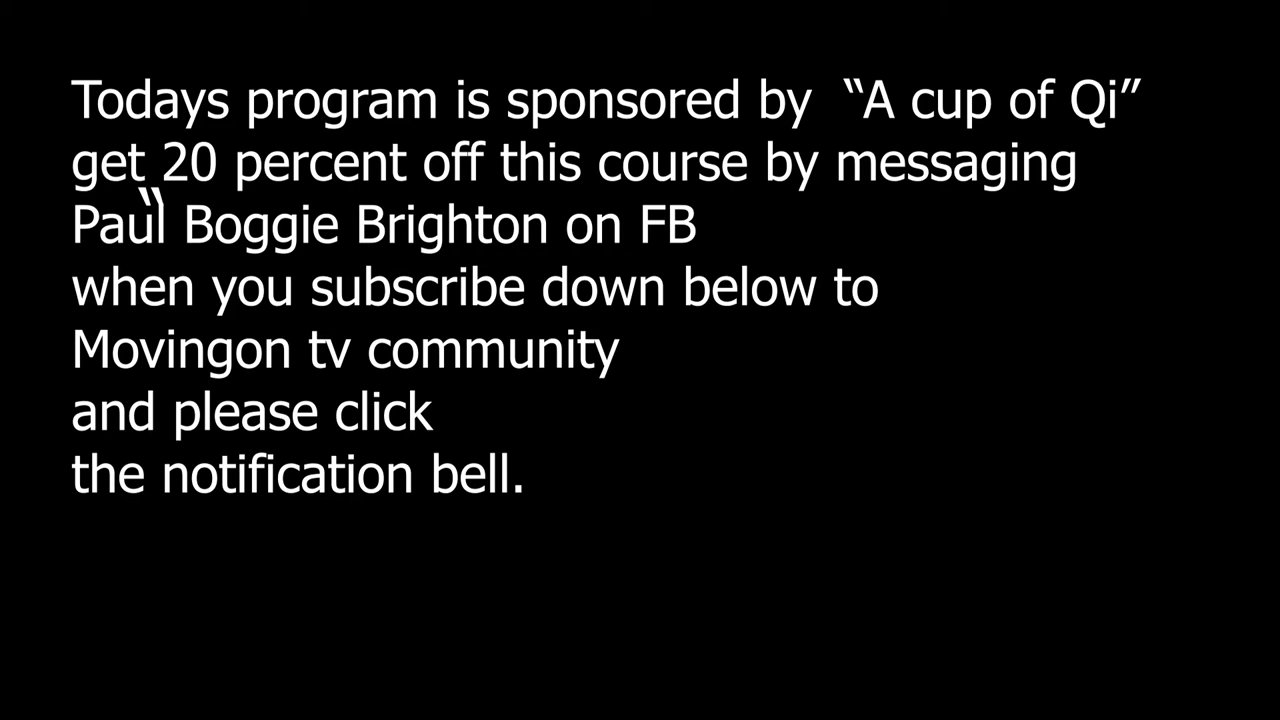 Todays program is sponsored by “A cup of Qi”
get 20 percent off this course by messaging
“
Paul Boggie Brighton on FB
when you subscribe down below to
Movingon tv community
and please click
the notification bell.